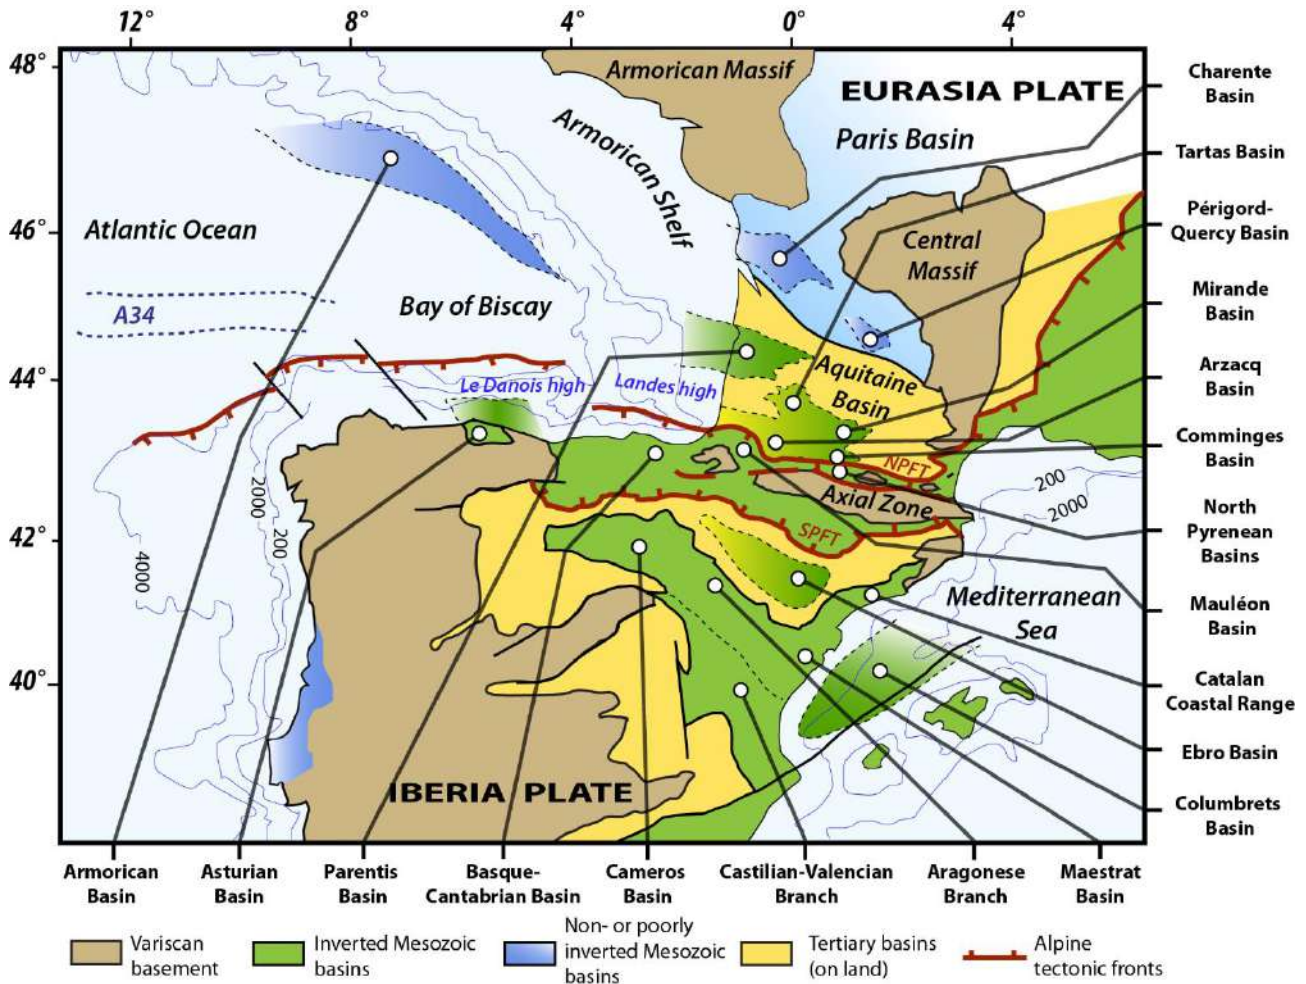 12°
8°
4°
0°
4°
48°
46°
44°
42°
40°
Armorican Massif
EURASIA PLATE
Paris Basin
Armorican Shelf
Atlantic Ocean
Central
Massif
A34
Bay of Biscay
Le Danois high
Landes high
Aquitaine
Basin
NPFT
Axial Zone
SPFT
2000
200
4000
200
2000
Mediterranean
Sea
IBERIA PLATE
Charente
Basin
Tartas Basin
Périgord-
Quercy Basin
Mirande
Basin
Arzacq
Basin
Comminges
Basin
North
Pyrenean
Basins
Mauléon
Basin
Catalan
Coastal Range
Ebro Basin
Columbrets
Basin
Armorican
Basin
Asturian
Basin
Parentis
Basin
Basque-
Cantabrian Basin
Cameros
Basin
Castilian-Valencian
Branch
Aragonese
Branch
Maestrat
Basin
Variscan
basement
Inverted Mesozoic
basins
Non- or poorly
inverted Mesozoic
basins
Tertiary basins
(on land)
Alpine
tectonic fronts